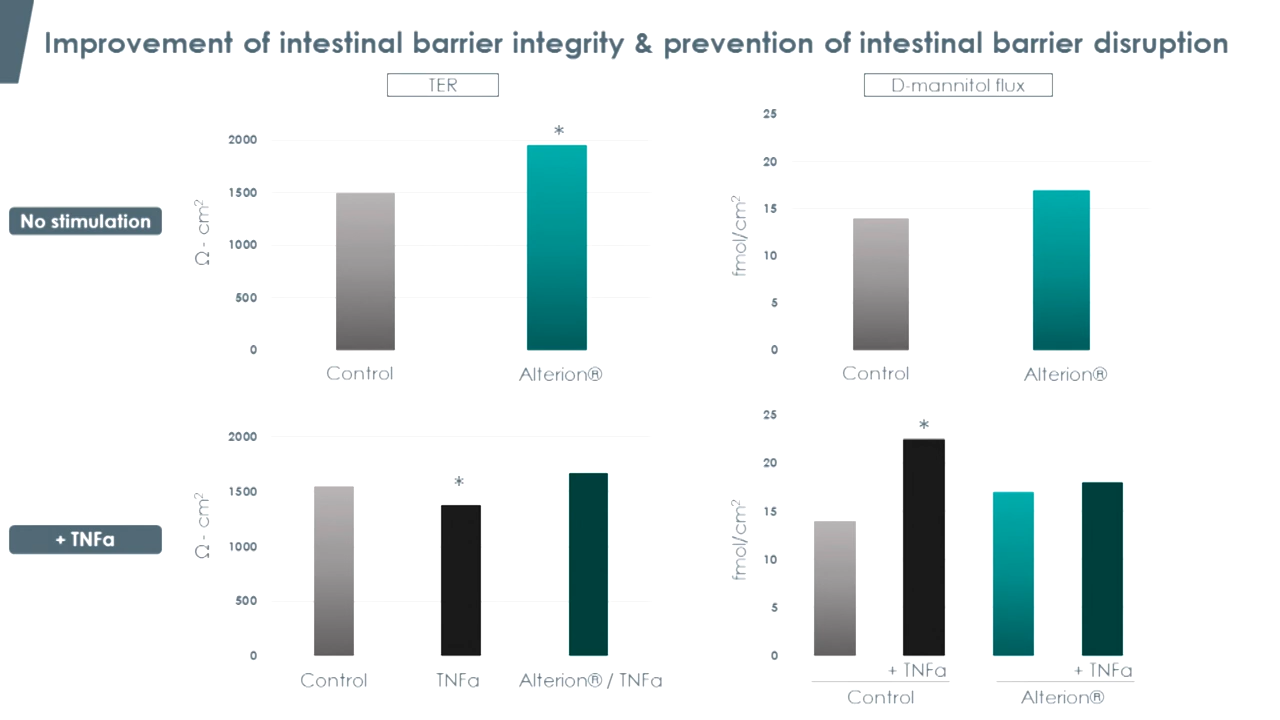 Improvement of intestinal barrier integrity & prevention of intestinal barrier disruption
TER
D-mannitol flux
No stimulation
Ω - cm²
2000
1500
1000
500
0
*
Control
Alterion®
fmol/cm²
25
20
15
10
5
0
Control
Alterion®
+ TNFa
Ω - cm²
2000
1500
1000
500
0
*
Control
TNFa
Alterion® / TNFa
fmol/cm²
25
20
15
10
5
0
*
+ TNFa
+ TNFa
Control
Alterion®